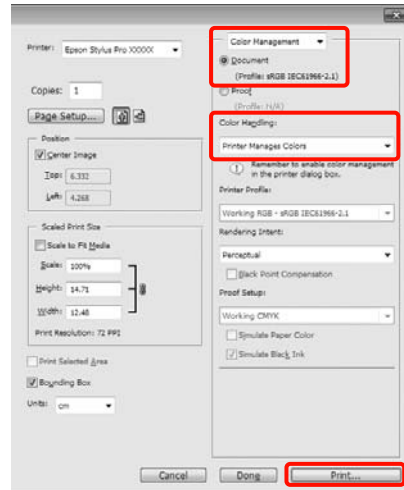 Printer: Epson Stylus Pro XXXXX
Copies: 1
Page Setup...
Position
Center Image
Top: 6.332
Left: 4.268
Scaled Print Size
Scale to Fit Media
Scale: 100%
Height: 14.71
Width: 12.48
Print Resolution: 72 PPI
Print Selected Area
Bounding Box
Units: cm
Color Management
Document
(Profile: sRGB IEC61966-2.1)
Proof
(Profile: N/A)
Color Handling:
Printer Manages Colors
Remember to enable color management
in the printer dialog box.
Printer Profile:
Working RGB - sRGB IEC61966-2.1
Rendering Intent:
Perceptual
Black Point Compensation
Proof Setup:
Working CMYK
Simulate Paper Color
Simulate Black Ink
Cancel
Done
Print...